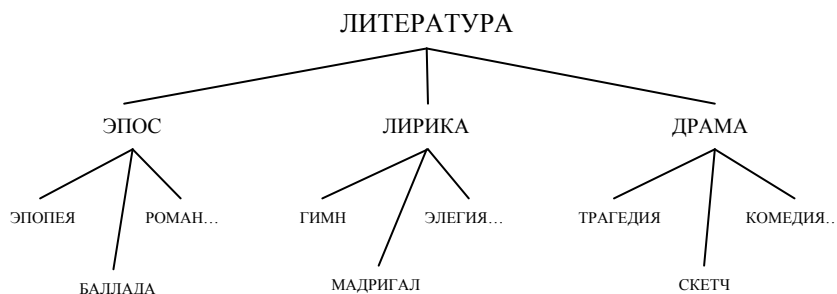 ЛИТЕРАТУРА
ЭПОС ЛИРИКА ДРАМА
ЭПОПЕЯ РОМАН… ГИМН ЭЛЕГИЯ… ТРАГЕДИЯ КОМЕДИЯ…
БАЛЛАДА МАДРИГАЛ СКЕТЧ